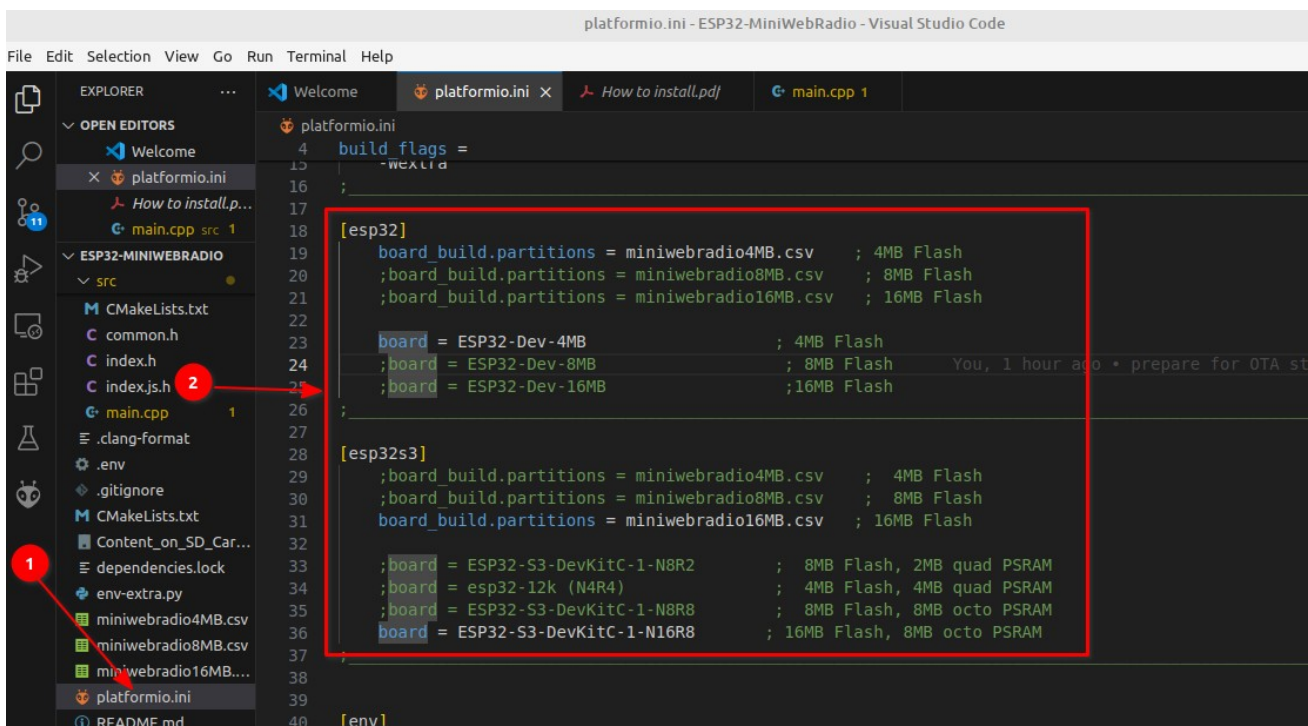 platformio.ini - ESP32-MiniWebRadio - Visual Studio Code
File Edit Selection View Go Run Terminal Help
EXPLORER ...
OPEN EDITORS
Welcome
platformio.ini
How to install.p...
main.cpp src 1
11
ESP32-MINIWEBRADIO
src
CMakeLists.txt
common.h
index.h
index.js.h
2
main.cpp 1
.clang-format
.env
.gitignore
CMakeLists.txt
Content_on_SD_Car...
1
dependencies.lock
env-extra.py
miniwebradio4MB.csv
miniwebradio8MB.csv
miniwebradio16MB....
platformio.ini
README.md
Welcome platformio.ini How to install.pdf main.cpp 1
platformio.ini
4 build_flags =
15 -Wextra
16 ;
17
18 [esp32]
19 board_build.partitions = miniwebradio4MB.csv ; 4MB Flash
20 ;board_build.partitions = miniwebradio8MB.csv ; 8MB Flash
21 ;board_build.partitions = miniwebradio16MB.csv ; 16MB Flash
22
23 board = ESP32-Dev-4MB ; 4MB Flash
24 ;board = ESP32-Dev-8MB ; 8MB Flash You, 1 hour ago • prepare for OTA st
25 ;board = ESP32-Dev-16MB ;16MB Flash
26 ;
27
28 [esp32s3]
29 ;board_build.partitions = miniwebradio4MB.csv ; 4MB Flash
30 ;board_build.partitions = miniwebradio8MB.csv ; 8MB Flash
31 board_build.partitions = miniwebradio16MB.csv ; 16MB Flash
32
33 ;board = ESP32-S3-DevKitC-1-N8R2 ; 8MB Flash, 2MB quad PSRAM
34 ;board = esp-12k (N4R4) ; 4MB Flash, 4MB quad PSRAM
35 ;board = ESP32-S3-DevKitC-1-N8R8 ; 8MB Flash, 8MB octo PSRAM
36 board = ESP32-S3-DevKitC-1-N16R8 ; 16MB Flash, 8MB octo PSRAM
37 ;
38
39
40 [env]